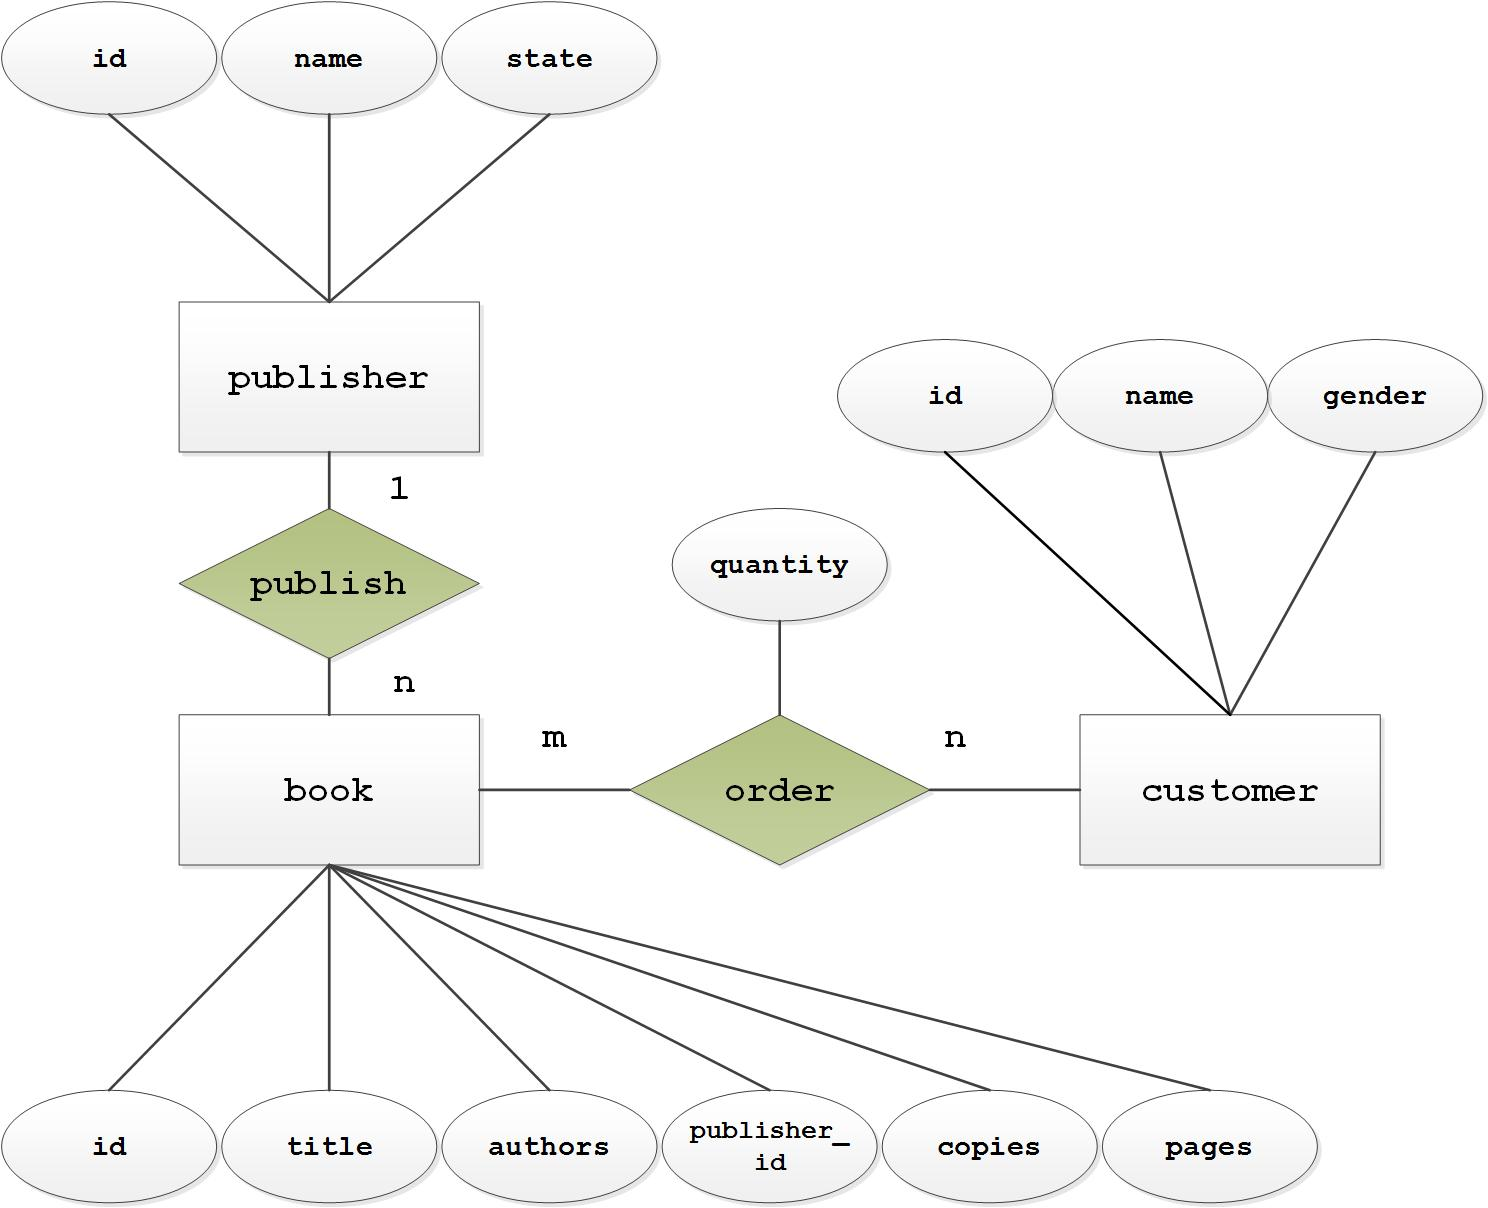 id name state
publisher
1
publish
n
id name gender
quantity
book m order n customer
id title authors publisher_ copies pages
id